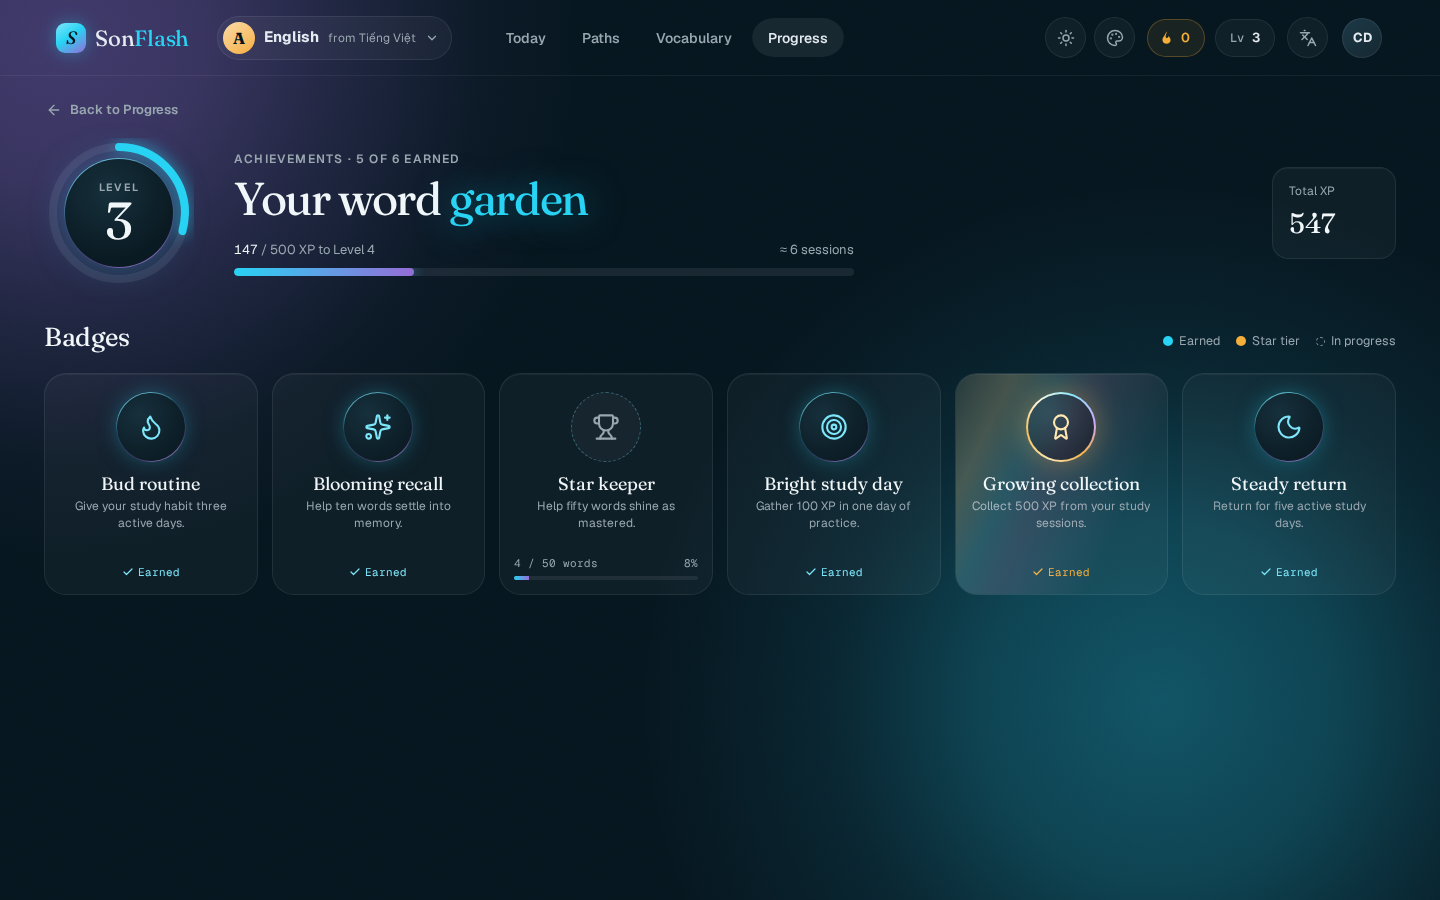 S SonFlash
A English from Tiếng Việt
Today Paths Vocabulary Progress
0
Lv 3
CD
Back to Progress
LEVEL
3
ACHIEVEMENTS · 5 OF 6 EARNED
Your word garden
147 / 500 XP to Level 4
≈ 6 sessions
Total XP
547
Badges
Earned Star tier In progress
Bud routine
Give your study habit three
active days.
Earned
Blooming recall
Help ten words settle into
memory.
Earned
Star keeper
Help fifty words shine as
mastered.
4 / 50 words 8%
Bright study day
Gather 100 XP in one day of
practice.
Earned
Growing collection
Collect 500 XP from your study
sessions.
Earned
Steady return
Return for five active study
days.
Earned